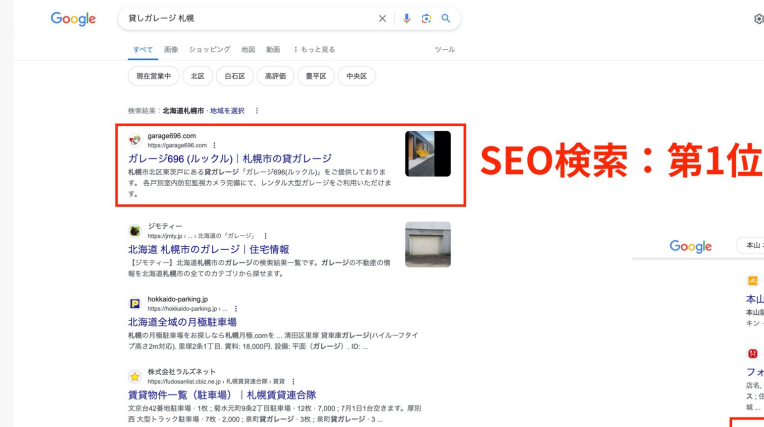 Google
貸しガレージ 札幌
すべて 画像 ショッピング 地図 動画 もっと見る ツール
現在営業中 北区 白石区 高評価 豊平区 中央区
検索結果:北海道札幌市・地域を選択
garage696.com
https://garage696.com
ガレージ696 (ルックル) | 札幌市の貸ガレージ
札幌市北区東茨戸にある貸ガレージ「ガレージ696(ルックル)」をご提供しておりま
す。 各戸別室内防犯監視カメラ完備にて、レンタル大型ガレージをご利用いただけま
す。
SEO検索:第1位
ジモティー
https://jmty.jp › ... › 北海道の「ガレージ」
北海道 札幌市のガレージ | 住宅情報
【ジモティー】北海道札幌市のガレージの検索結果一覧です。ガレージの不動産の情
報を北海道札幌市の全てのカテゴリから探せます。
hokkaido-parking.jp
https://hokkaido-parking.jp › ...
北海道全域の月極駐車場
札幌の月極駐車場をお探しなら札幌月極.comを ... 清田区里塚 貸車庫ガレージ(ハイルーフタイ
プ高さ2m対応). 里塚2条1丁目. 賃料: 18,000円. 設備: 平面(ガレージ). ID: ...
株式会社ラルズネット
https://fudosanlist.cbiz.ne.jp › 札幌賃貸連合隊 › 賃貸
賃貸物件一覧(駐車場) | 札幌賃貸連合隊
文京台42番地駐車場・1枚 ; 菊水元町9条2丁目駐車場・12枚・7,000 ; 7月1日1台空きます。厚別
西 大型トラック駐車場・7枚・2,000 ; 泉町貸ガレージ・3枚 ; 泉町貸ガレージ・3 ...
Google
本山
本山
キン
フォ
店名,
ス ; 住
城 ...